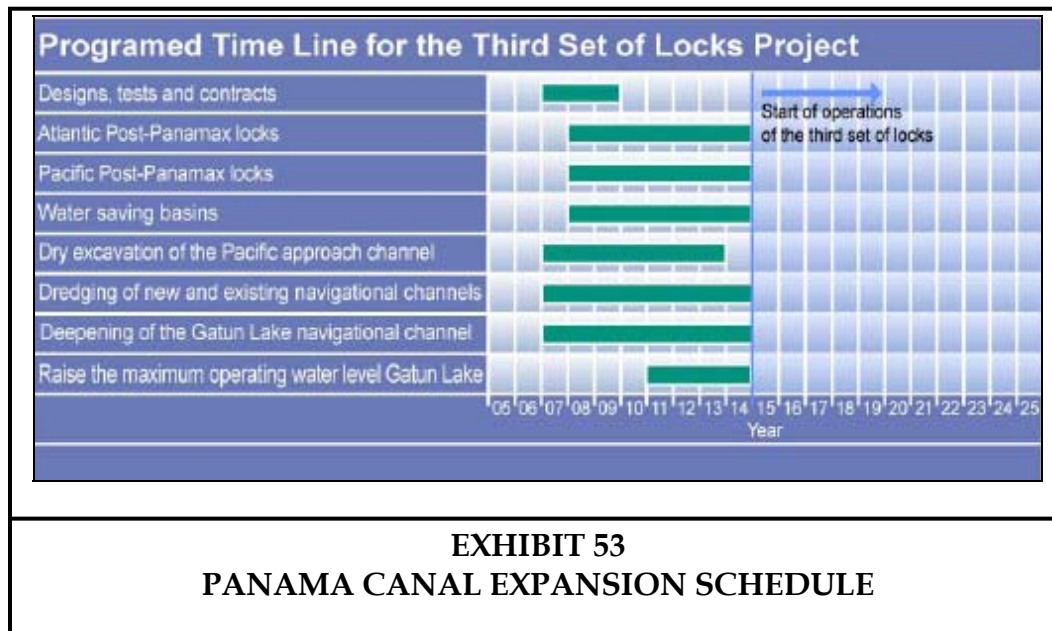 Programed Time Line for the Third Set of Locks Project
Designs, tests and contracts
Start of operations
of the third set of locks
Atlantic Post-Panamax locks
Pacific Post-Panamax locks
Water saving basins
Dry excavation of the Pacific approach channel
Dredging of new and existing navigational channels
Deepening of the Gatun Lake navigational channel
Raise the maximum operating water level Gatun Lake
'05 '06 '07 '08 '09 '10 '11 '12 '13 '14 '15 '16 '17 '18 '19 '20 '21 '22 '23 '24 '25
Year
EXHIBIT 53
PANAMA CANAL EXPANSION SCHEDULE